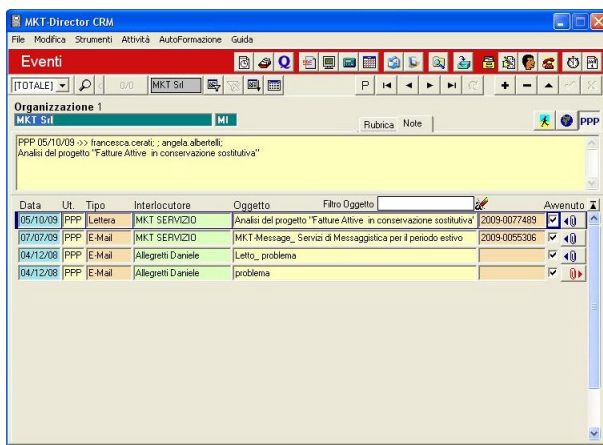 MKT-Director CRM
File Modifica Strumenti Attività AutoFormazione Guida
Eventi
Q
[TOTALE] 0/0 MKT Srl P
Organizzazione 1
MKT Srl MI
Rubrica Note
PPP
PPP 05/10/09 ->> francesca.cerati; ; angela.albertelli;
Analisi del progetto "Fatture Attive in conservazione sostitutiva"
Data Ut. Tipo Interlocutore Oggetto Filtro Oggetto Avvenuto
05/10/09 PPP Lettera MKT SERVIZIO Analisi del progetto "Fatture Attive in conservazione sostitutiva" 2009-0077489
07/07/09 PPP E-Mail MKT SERVIZIO MKT-Message_ Servizi di Messaggistica per il periodo estivo 2009-0055306
04/12/08 PPP E-Mail Allegretti Daniele Letto_ problema
04/12/08 PPP E-Mail Allegretti Daniele problema